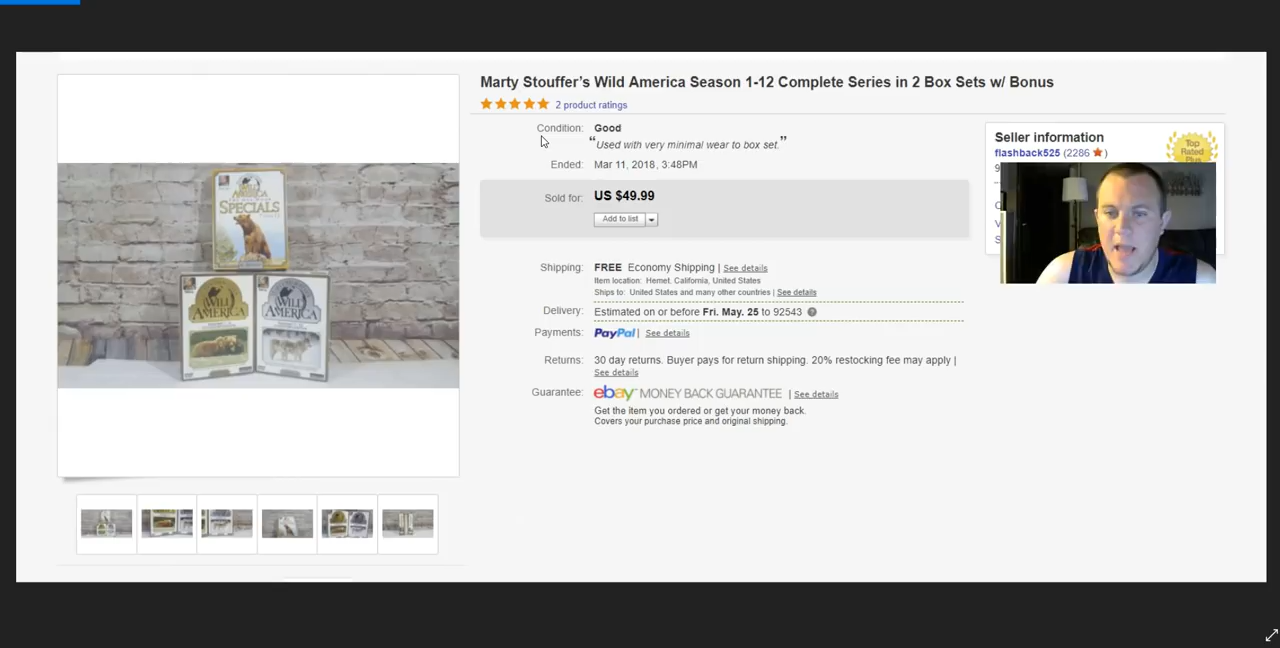 Marty Stouffer's Wild America Season 1-12 Complete Series in 2 Box Sets w/ Bonus
2 product ratings
Condition: Good
“Used with very minimal wear to box set.”
Ended: Mar 11, 2018, 3:48PM
Sold for: US $49.99
Add to list
Shipping: FREE Economy Shipping | See details
Item location: Hemet, California, United States
Ships to: United States and many other countries | See details
Delivery: Estimated on or before Fri. May. 25 to 92543
Payments: PayPal | See details
Returns: 30 day returns. Buyer pays for return shipping. 20% restocking fee may apply |
See details
Guarantee: ebay MONEY BACK GUARANTEE | See details
Get the item you ordered or get your money back.
Covers your purchase price and original shipping.
Seller information
flashback525 (2286)
Top
Rated
Plus
WILD
AMERICA
SPECIALS
WILD
AMERICA
WILD
AMERICA